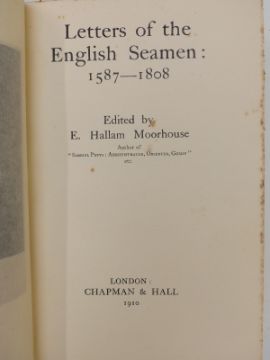 Letters of the
English Seamen:
1587—1808
Edited by
E. Hallam Moorhouse
Author of
"Samuel Pepys: Administrator, Observer, Gossip"
etc.
LONDON:
CHAPMAN & HALL
1910